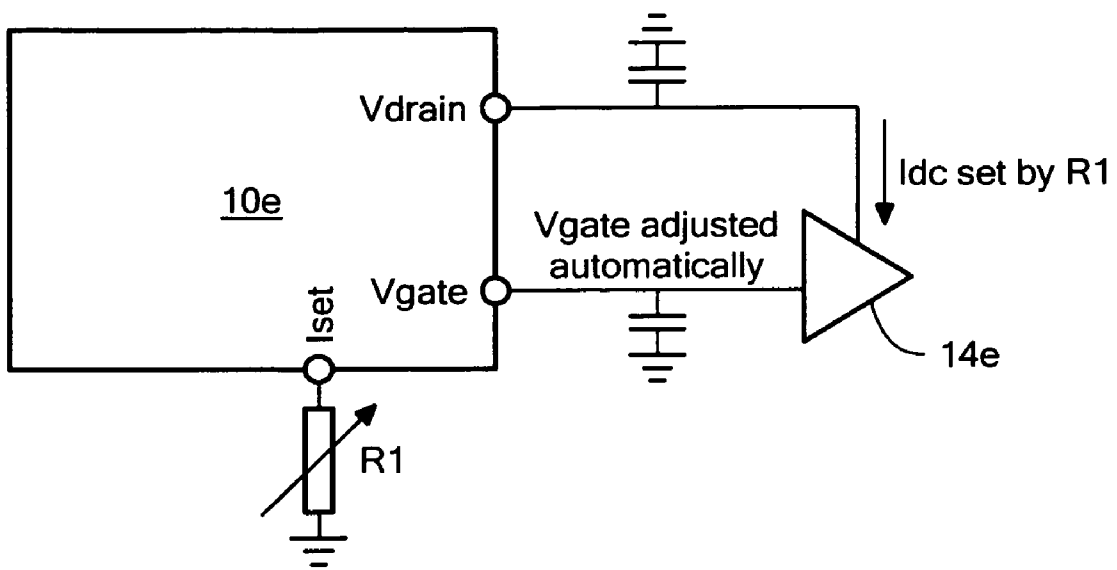 Vdrain
Idc set by R1
10e
Vgate adjusted
automatically
Vgate
Iset
14e
R1